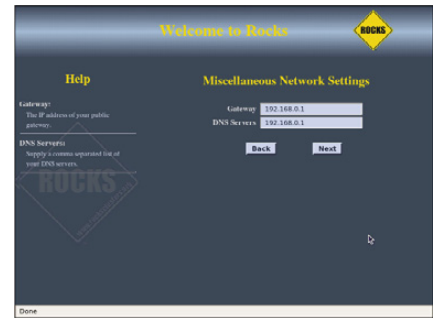 Welcome to Rocks
ROCKS
Help
Gateway:
The IP address of your public
gateway.
DNS Servers:
Supply a comma separated list of
your DNS servers.
ROCKS
Miscellaneous Network Settings
Gateway 192.168.0.1
DNS Servers 192.168.0.1
Back Next
Done